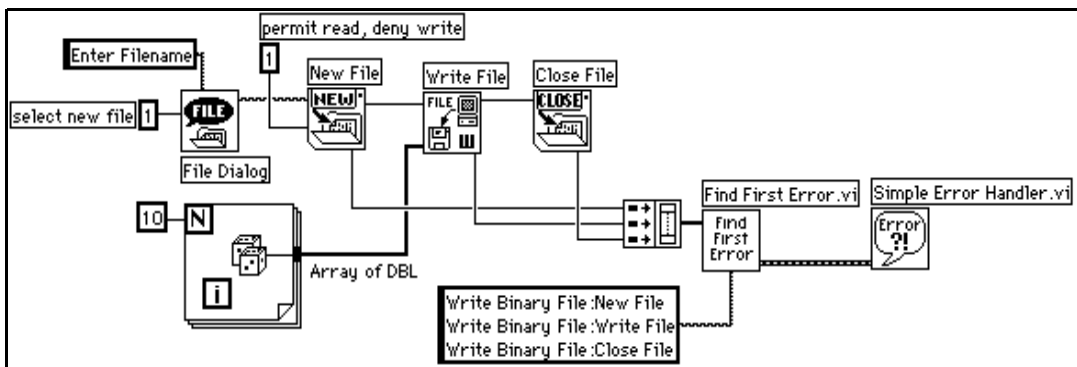 permit read, deny write
Enter Filename
1
New File
Write File
Close File
select new file
1
FILE
NEW
FILE
W
CLOSE
File Dialog
Find First Error.vi
Simple Error Handler.vi
10
N
Find
First
Error
Error
?!
i
Array of DBL
Write Binary File:New File
Write Binary File:Write File
Write Binary File:Close File